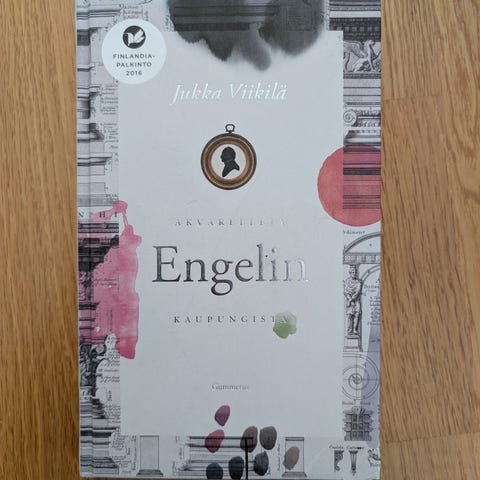 FINLANDIA-
PALKINTO
2016
Jukka Viikilä
AKVARELLEJA
Engelin
KAUPUNGISTA
Gummerus